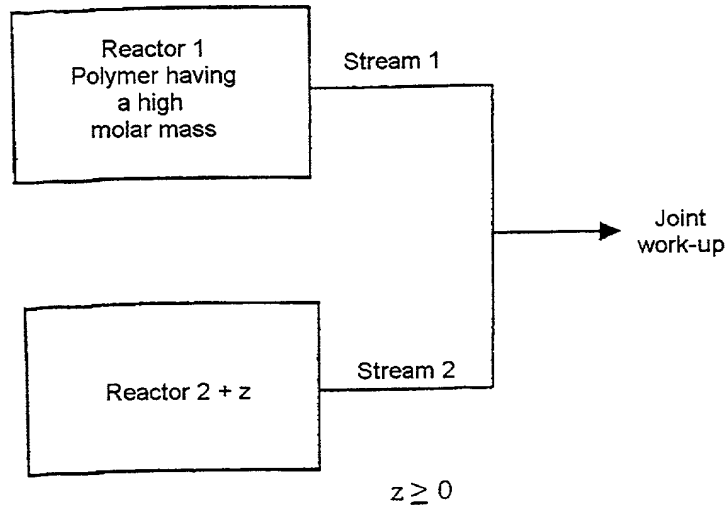 Reactor 1
Polymer having
a high
molar mass
Stream 1
Joint
work-up
Reactor 2 + z
Stream 2
z ≥ 0